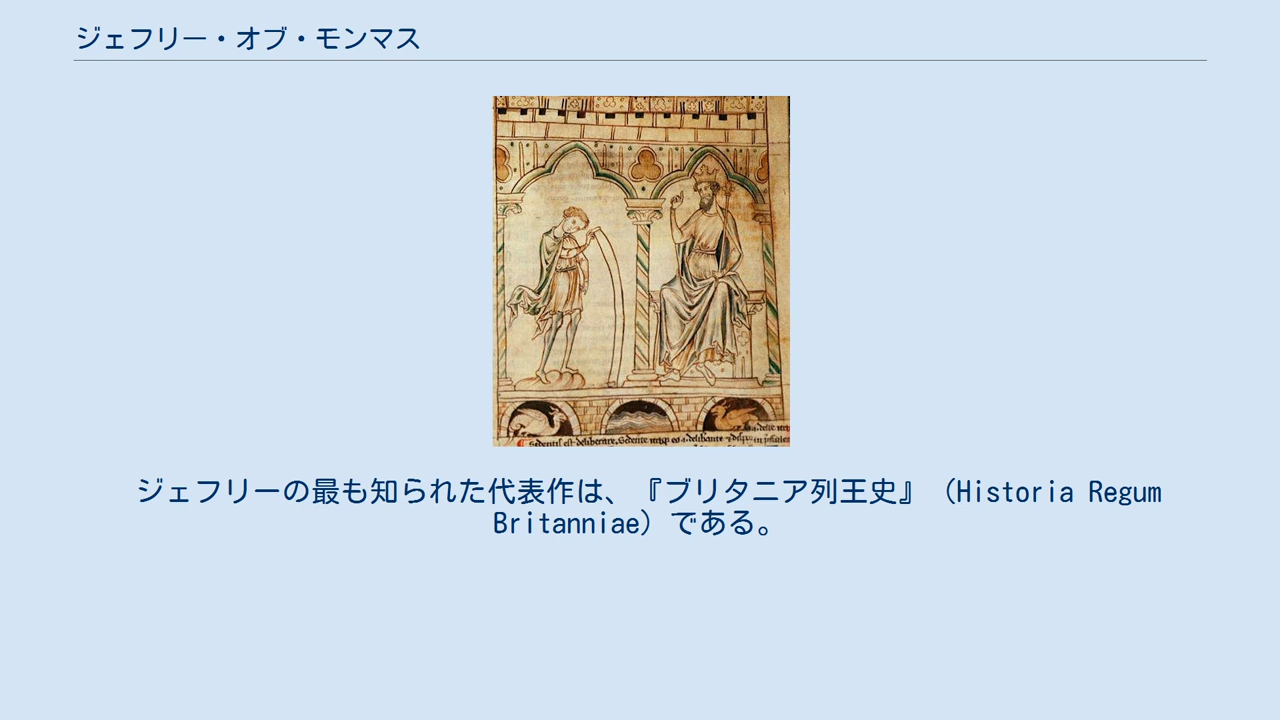 ジェフリー・オブ・モンマス
ジェフリーの最も知られた代表作は、『ブリタニア列王史』（Historia Regum
Britanniae）である。